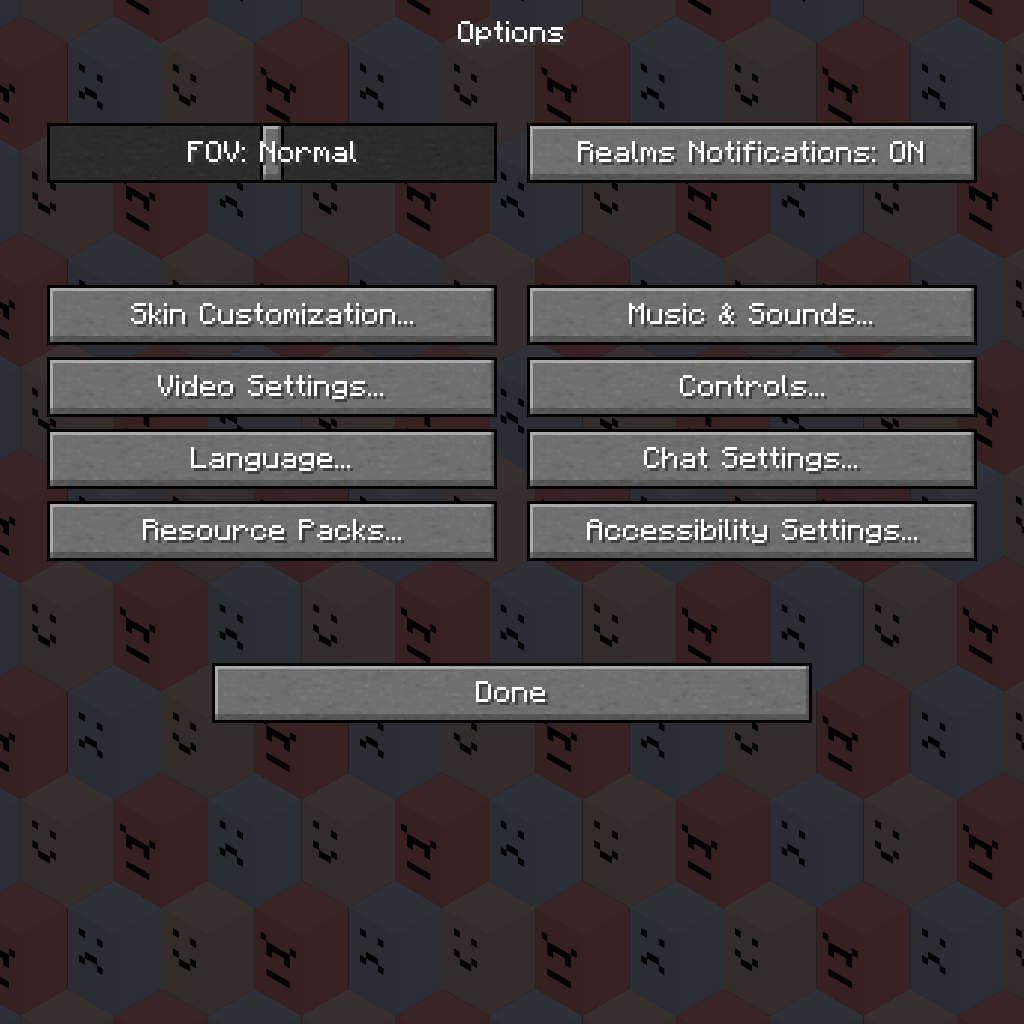 Options
FOV: Normal
Realms Notifications: ON
Skin Customization...
Music & Sounds...
Video Settings...
Controls...
Language...
Chat Settings...
Resource Packs...
Accessibility Settings...
Done